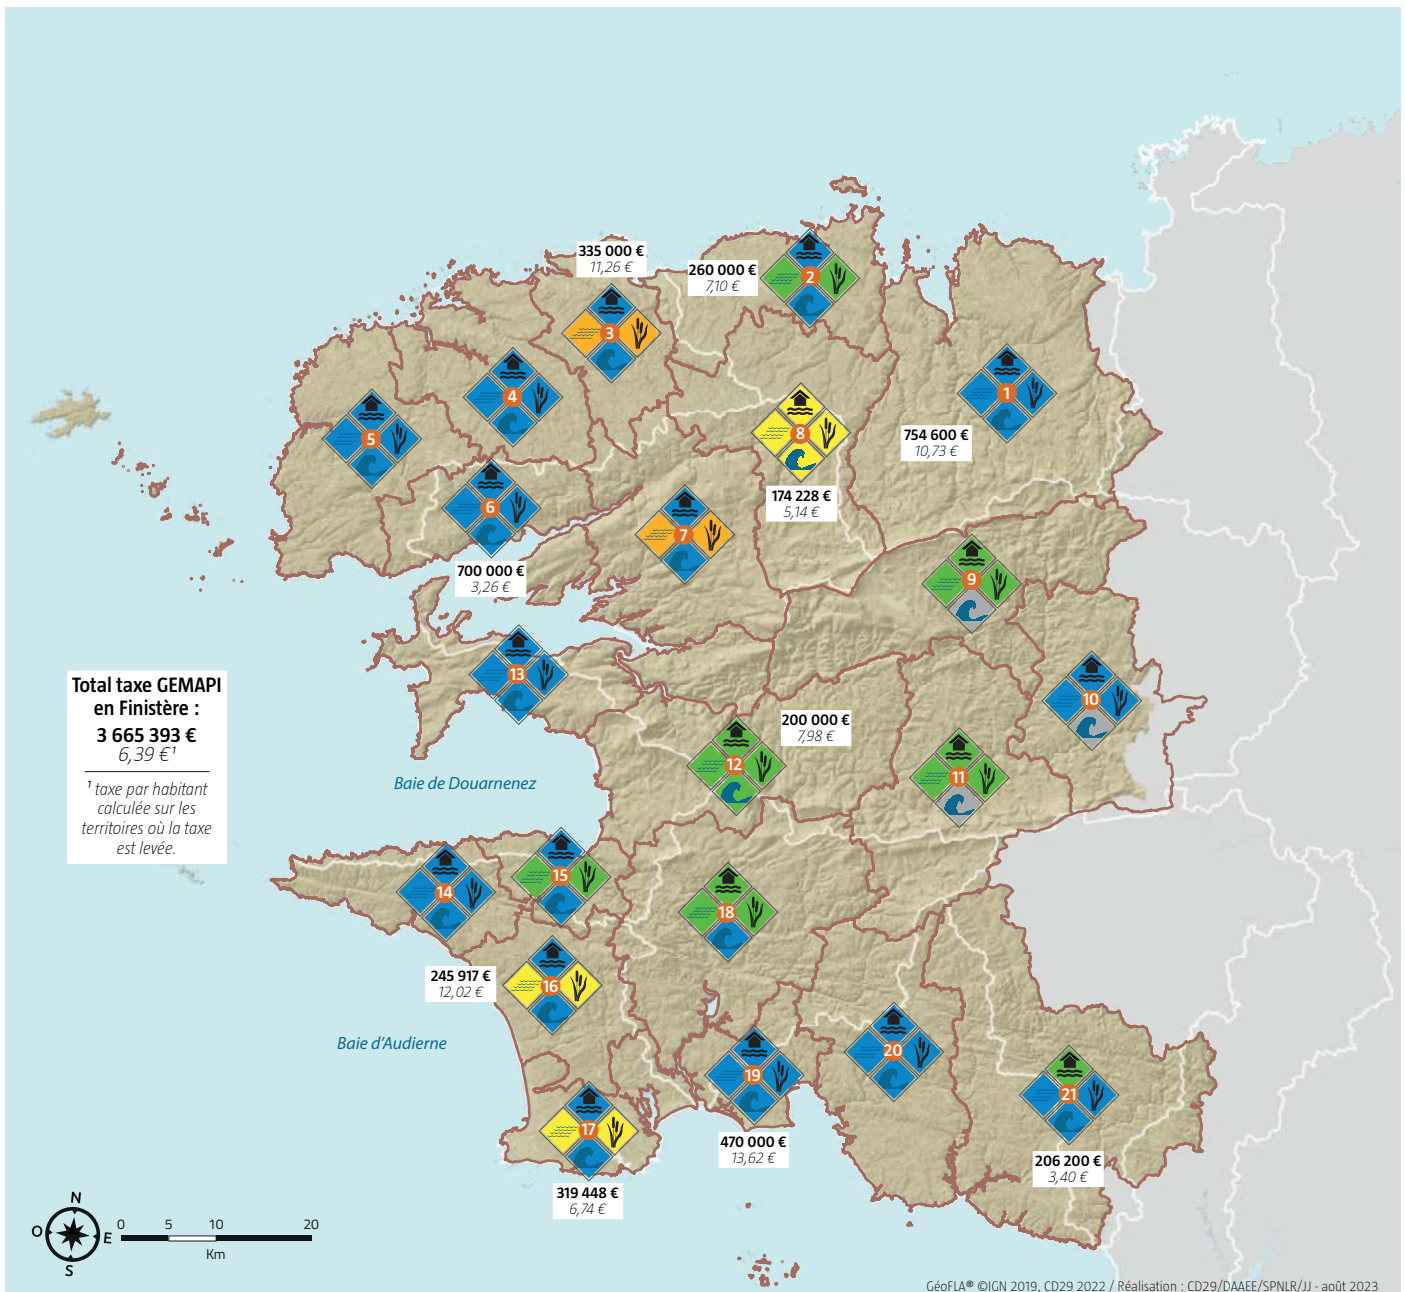 335 000 €
11,26 €
260 000 €
7,10 €
2
3
4
1
5
8
754 600 €
10,73 €
6
174 228 €
5,14 €
7
700 000 €
3,26 €
9
13
10
Total taxe GEMAPI
en Finistère :
3 665 393 €
6,39 €¹
¹ taxe par habitant
calculée sur les
territoires où la taxe
est levée.
200 000 €
7,98 €
12
11
Baie de Douarnenez
14
15
18
245 917 €
12,02 €
16
Baie d'Audierne
20
19
21
17
470 000 €
13,62 €
206 200 €
3,40 €
319 448 €
6,74 €
N
O
E
S
0 5 10 20
Km
GéoFLA® ©IGN 2019, CD29 2022 / Réalisation : CD29/DAAEE/SPNLR/JJ - août 2023